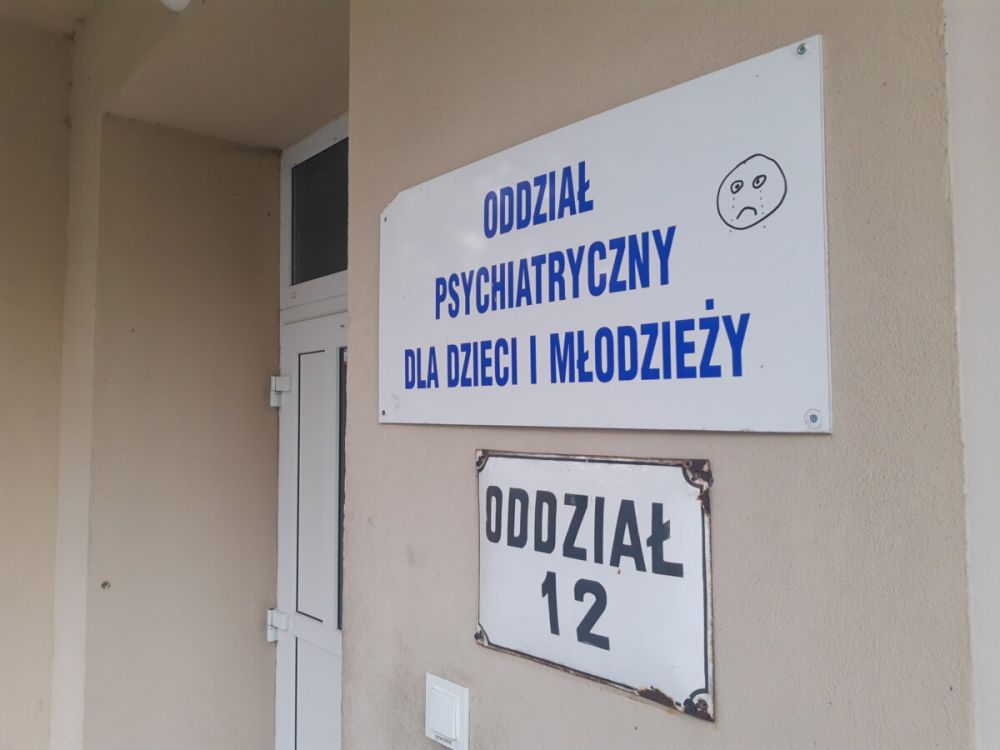 ODDZIAŁ
PSYCHIATRYCZNY
DLA DZIECI I MŁODZIEŻY
ODDZIAŁ
12